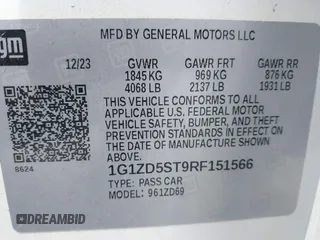 gm
MFD BY GENERAL MOTORS LLC
12/23 GVWR GAWR FRT GAWR RR
1845 KG 969 KG 876 KG
4068 LB 2137 LB 1931 LB
THIS VEHICLE CONFORMS TO ALL
APPLICABLE U.S. FEDERAL MOTOR
VEHICLE SAFETY, BUMPER, AND
THEFT PREVENTION STANDARDS IN
EFFECT ON THE DATE OF
MANUFACTURE SHOWN ABOVE.
8624
1G1ZD5ST9RF151566
TYPE: PASS CAR
MODEL: 961ZD69
DREAMBID